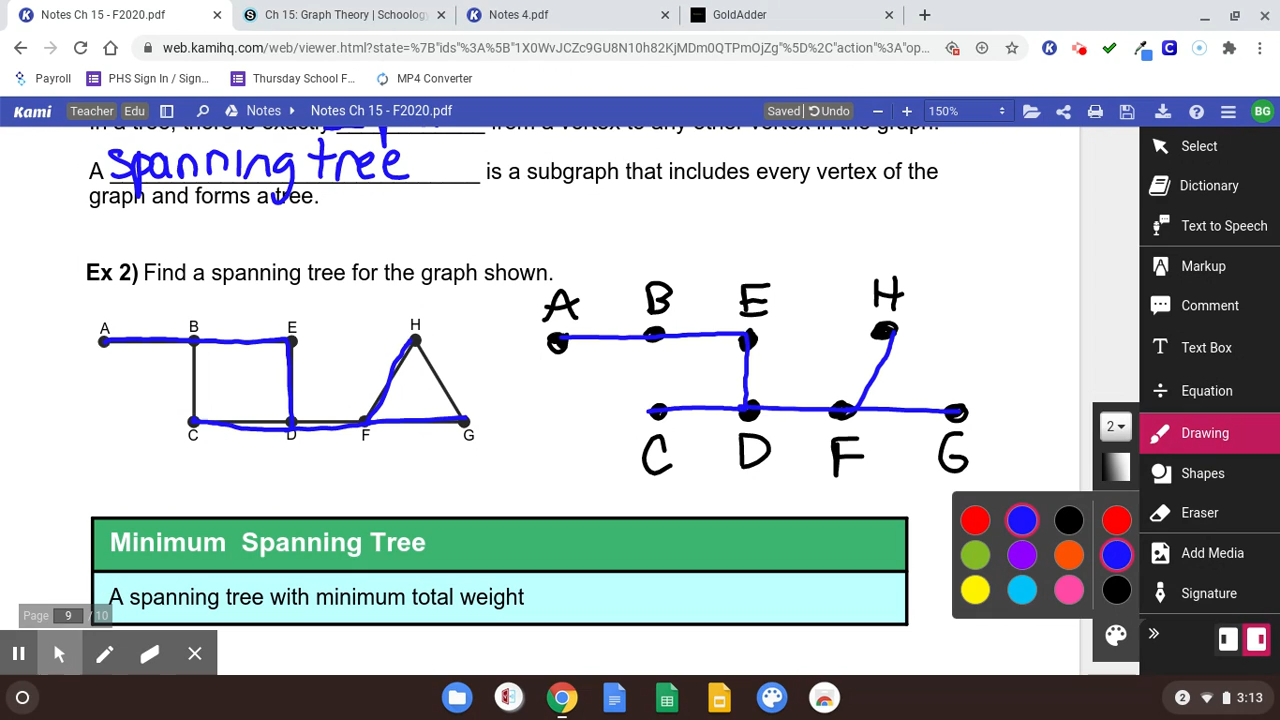 Notes Ch 15 - F2020.pdf
Ch 15: Graph Theory | Schoology
Notes 4.pdf
GoldAdder
web.kamihq.com/web/viewer.html?state=%7B"ids"%3A%5B"1X0WvJCZc9GU8N10h82KjMDm0QTPmOjZg"%5D%2C"action"%3A"op...
Payroll
PHS Sign In / Sign...
Thursday School F...
MP4 Converter
Kami
Teacher
Edu
Notes
Notes Ch 15 - F2020.pdf
Saved
Undo
150%
BG
In a tree, there is exactly from a vertex to any other vertex in the graph.
A spanning tree is a subgraph that includes every vertex of the
graph and forms a tree.
Ex 2) Find a spanning tree for the graph shown.
A B E H
C D F G
A B E H
C D F G
Minimum Spanning Tree
A spanning tree with minimum total weight
Page 9 / 10
Select
Dictionary
Text to Speech
Markup
Comment
Text Box
Equation
Drawing
Shapes
Eraser
Add Media
Signature
2
2
3:13